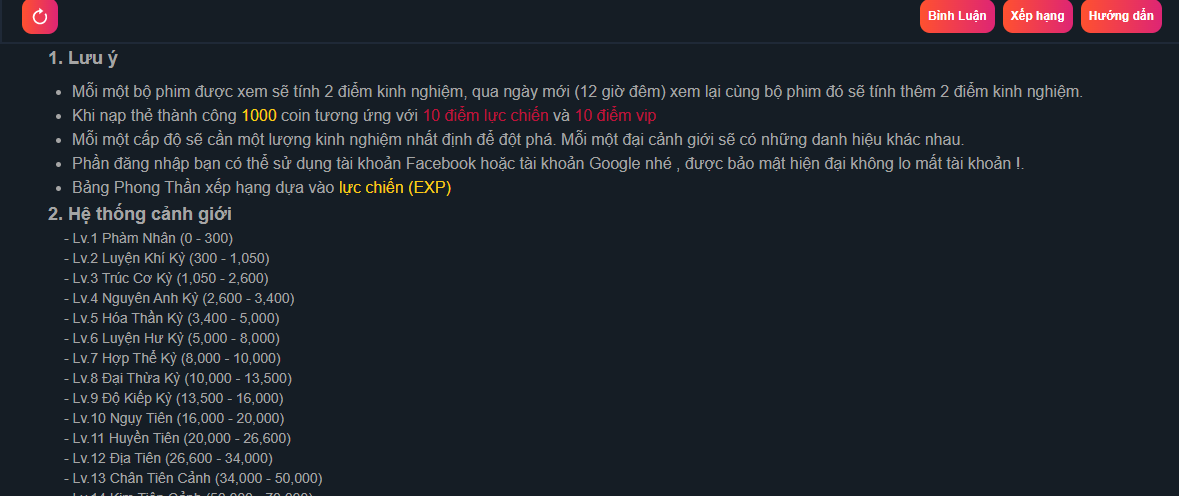 Bình Luận
Xếp hạng
Hướng dẫn
1. Lưu ý
Mỗi một bộ phim được xem sẽ tính 2 điểm kinh nghiệm, qua ngày mới (12 giờ đêm) xem lại cùng bộ phim đó sẽ tính thêm 2 điểm kinh nghiệm.
Khi nạp thẻ thành công 1000 coin tương ứng với 10 điểm lực chiến và 10 điểm vip
Mỗi một cấp độ sẽ cần một lượng kinh nghiệm nhất định để đột phá. Mỗi một đại cảnh giới sẽ có những danh hiệu khác nhau.
Phần đăng nhập bạn có thể sử dụng tài khoản Facebook hoặc tài khoản Google nhé , được bảo mật hiện đại không lo mất tài khoản !.
Bảng Phong Thần xếp hạng dựa vào lực chiến (EXP)
2. Hệ thống cảnh giới
- Lv.1 Phàm Nhân (0 - 300)
- Lv.2 Luyện Khí Kỳ (300 - 1,050)
- Lv.3 Trúc Cơ Kỳ (1,050 - 2,600)
- Lv.4 Nguyên Anh Kỳ (2,600 - 3,400)
- Lv.5 Hóa Thần Kỳ (3,400 - 5,000)
- Lv.6 Luyện Hư Kỳ (5,000 - 8,000)
- Lv.7 Hợp Thể Kỳ (8,000 - 10,000)
- Lv.8 Đại Thừa Kỳ (10,000 - 13,500)
- Lv.9 Độ Kiếp Kỳ (13,500 - 16,000)
- Lv.10 Ngụy Tiên (16,000 - 20,000)
- Lv.11 Huyền Tiên (20,000 - 26,600)
- Lv.12 Địa Tiên (26,600 - 34,000)
- Lv.13 Chân Tiên Cảnh (34,000 - 50,000)
- Lv.14 Kim Tiên Cảnh (50,000 - 70,000)